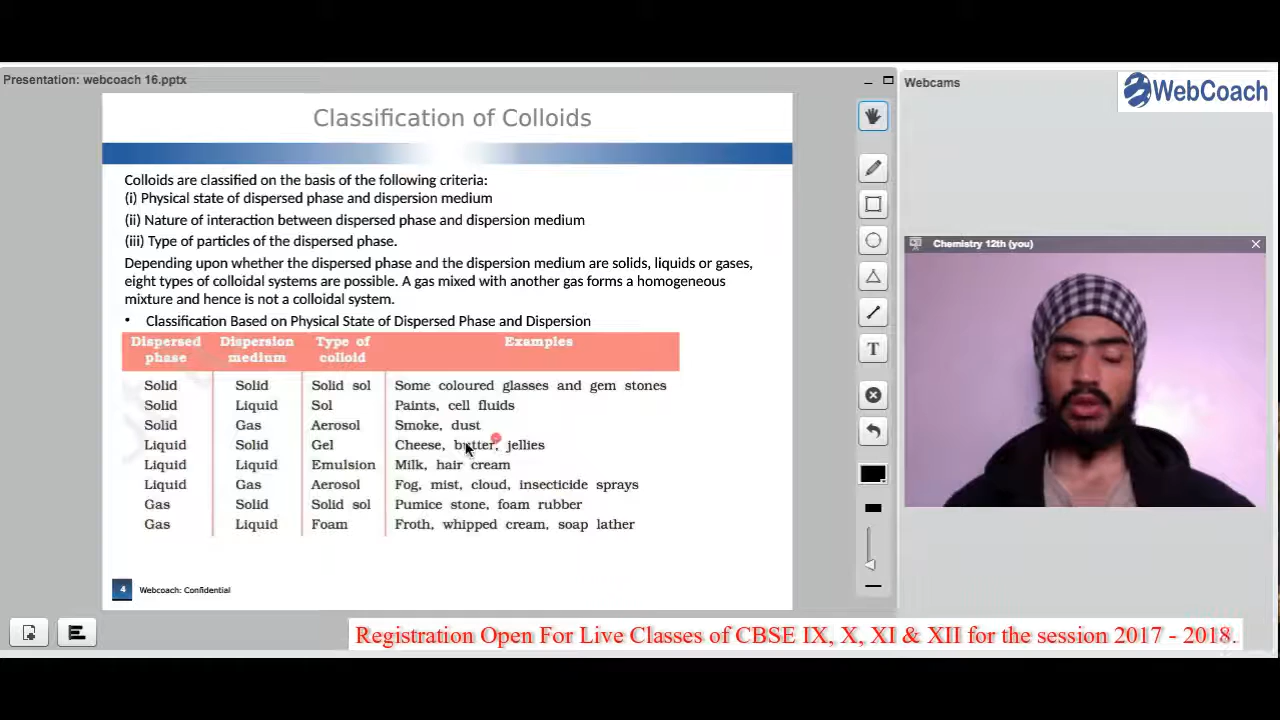 Presentation: webcoach 16.pptx
Webcams
WebCoach
Classification of Colloids
Colloids are classified on the basis of the following criteria:
(i) Physical state of dispersed phase and dispersion medium
(ii) Nature of interaction between dispersed phase and dispersion medium
(iii) Type of particles of the dispersed phase.
Depending upon whether the dispersed phase and the dispersion medium are solids, liquids or gases,
eight types of colloidal systems are possible. A gas mixed with another gas forms a homogeneous
mixture and hence is not a colloidal system.
• Classification Based on Physical State of Dispersed Phase and Dispersion
Dispersed phase Dispersion medium Type of colloid Examples
Solid Solid Solid sol Some coloured glasses and gem stones
Solid Liquid Sol Paints, cell fluids
Solid Gas Aerosol Smoke, dust
Liquid Solid Gel Cheese, butter, jellies
Liquid Liquid Emulsion Milk, hair cream
Liquid Gas Aerosol Fog, mist, cloud, insecticide sprays
Gas Solid Solid sol Pumice stone, foam rubber
Gas Liquid Foam Froth, whipped cream, soap lather
4 Webcoach: Confidential
T
Chemistry 12th (you)
Registration Open For Live Classes of CBSE IX, X, XI & XII for the session 2017 - 2018.